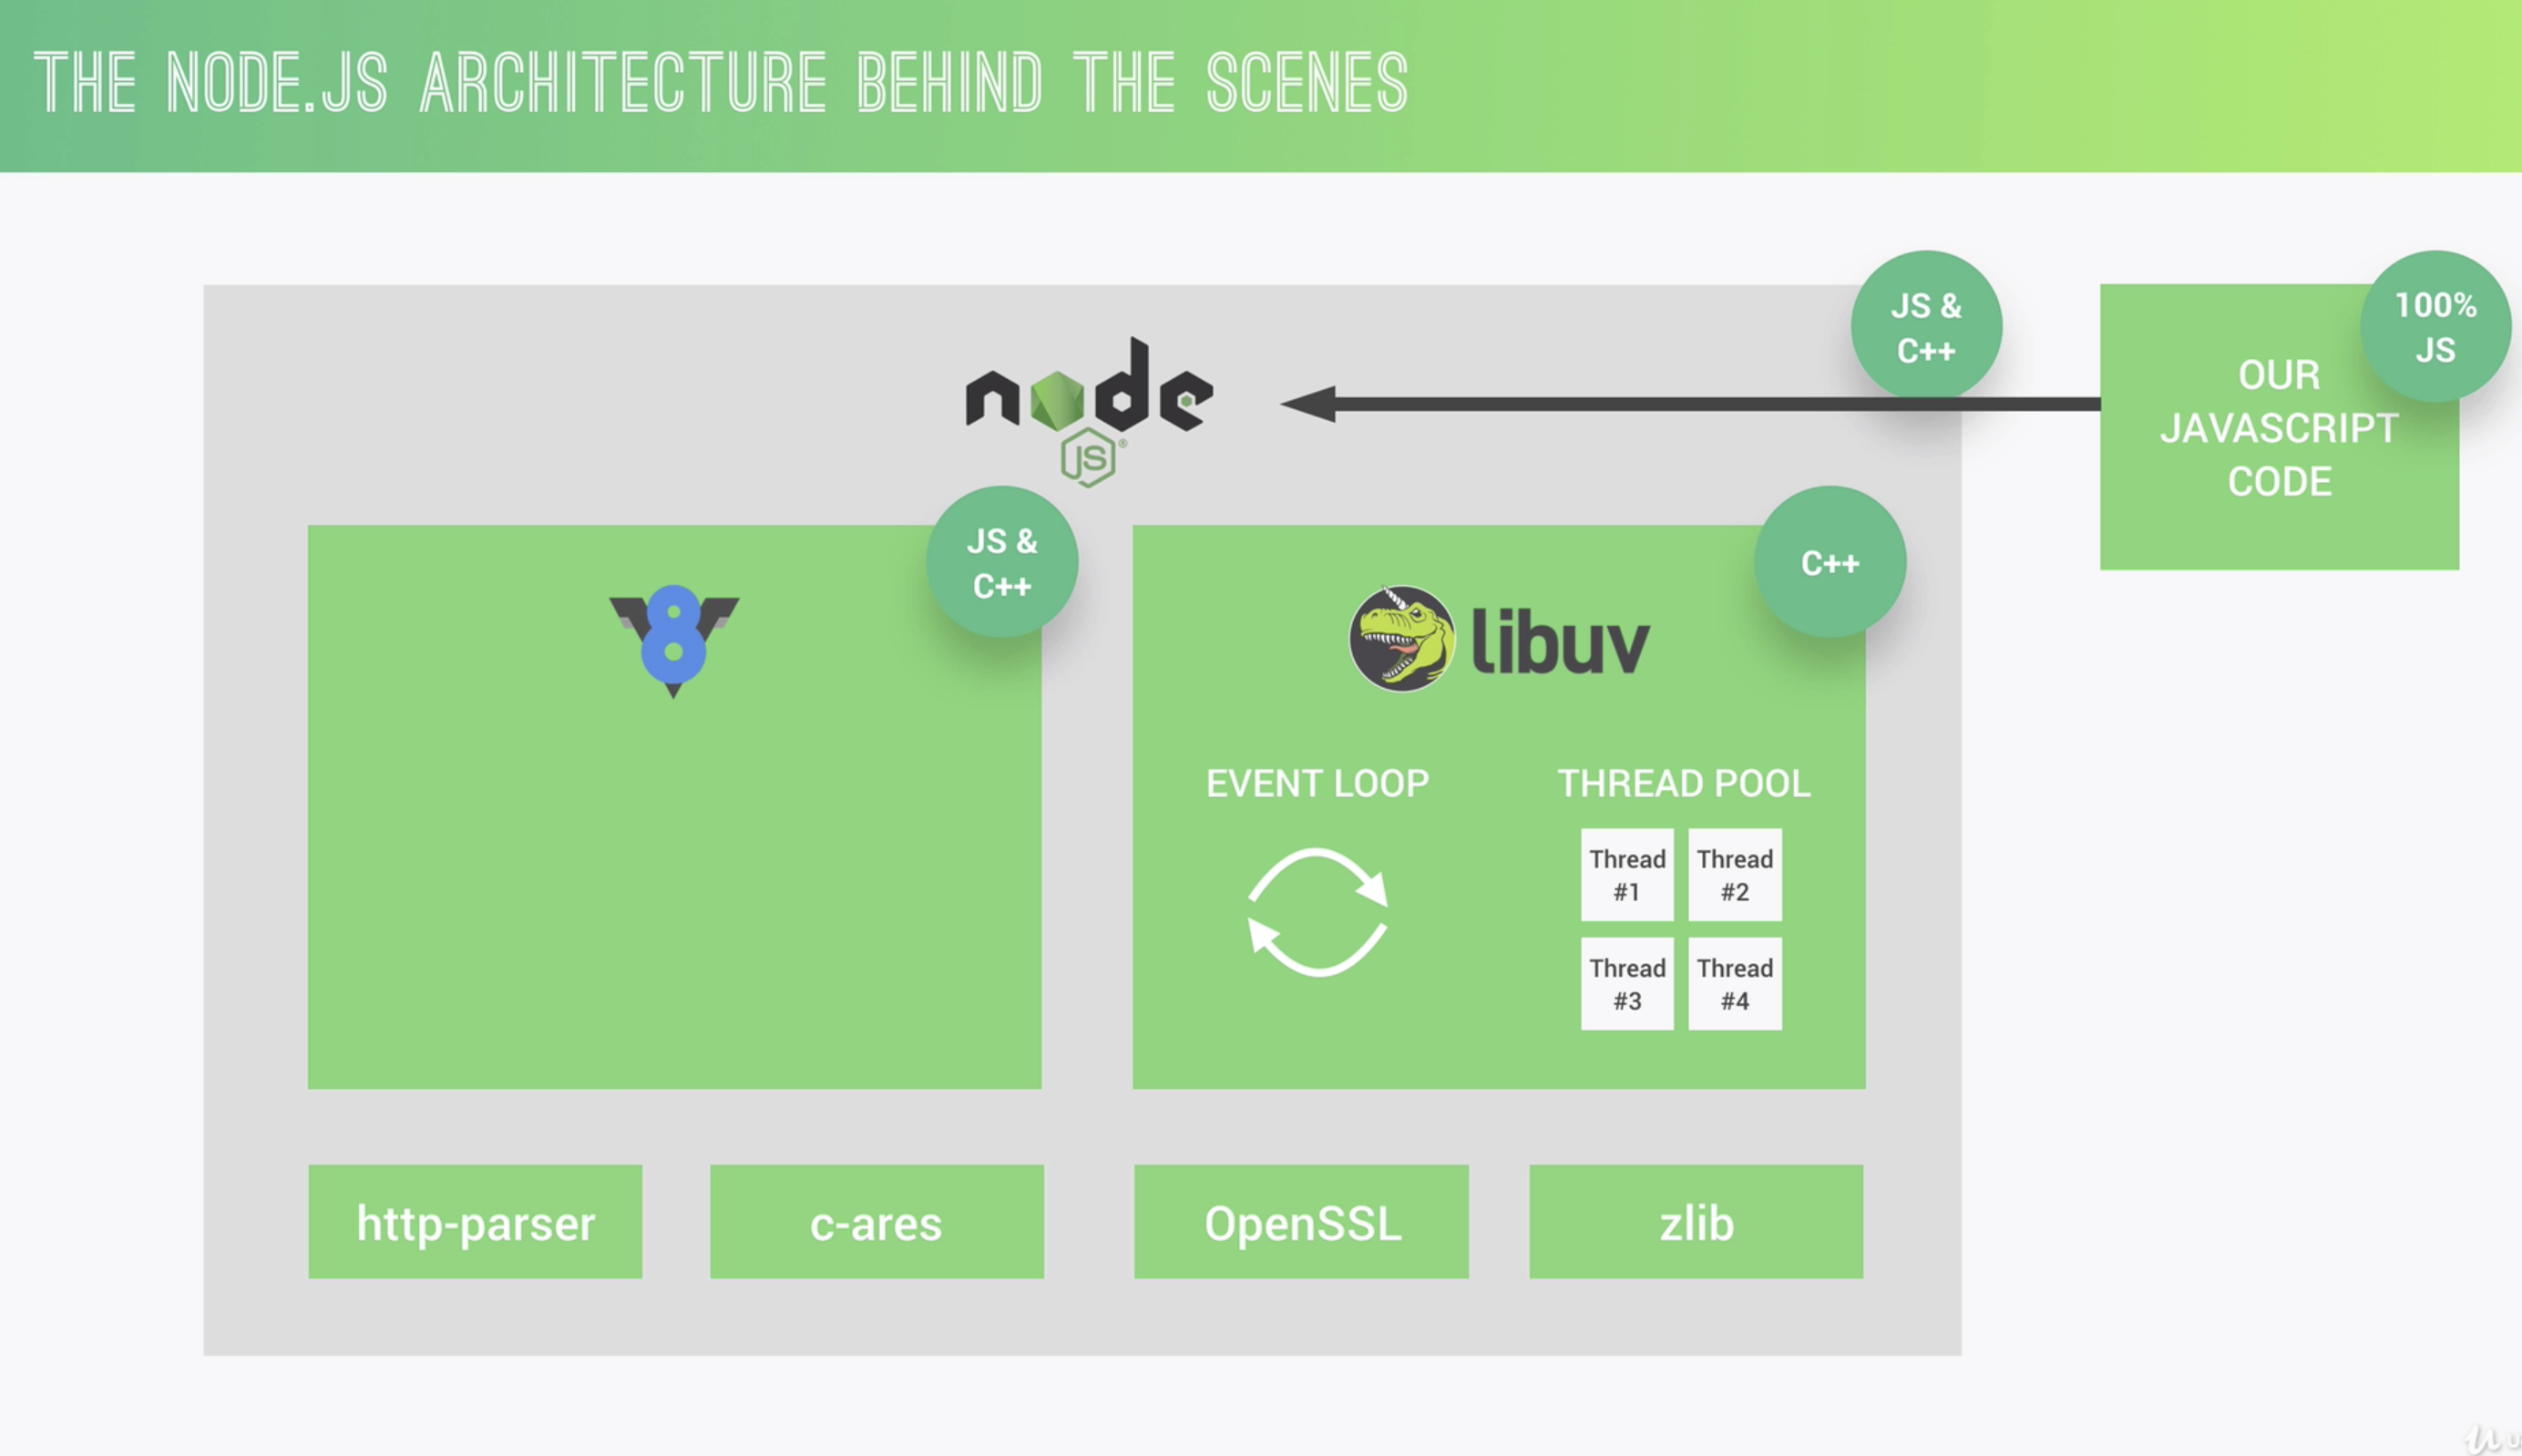 THE NODE.JS ARCHITECTURE BEHIND THE SCENES
JS &
C++
100%
JS
OUR
JAVASCRIPT
CODE
node
JS
®
JS &
C++
V8
C++
libuv
EVENT LOOP
THREAD POOL
Thread
#1
Thread
#2
Thread
#3
Thread
#4
http-parser
c-ares
OpenSSL
zlib